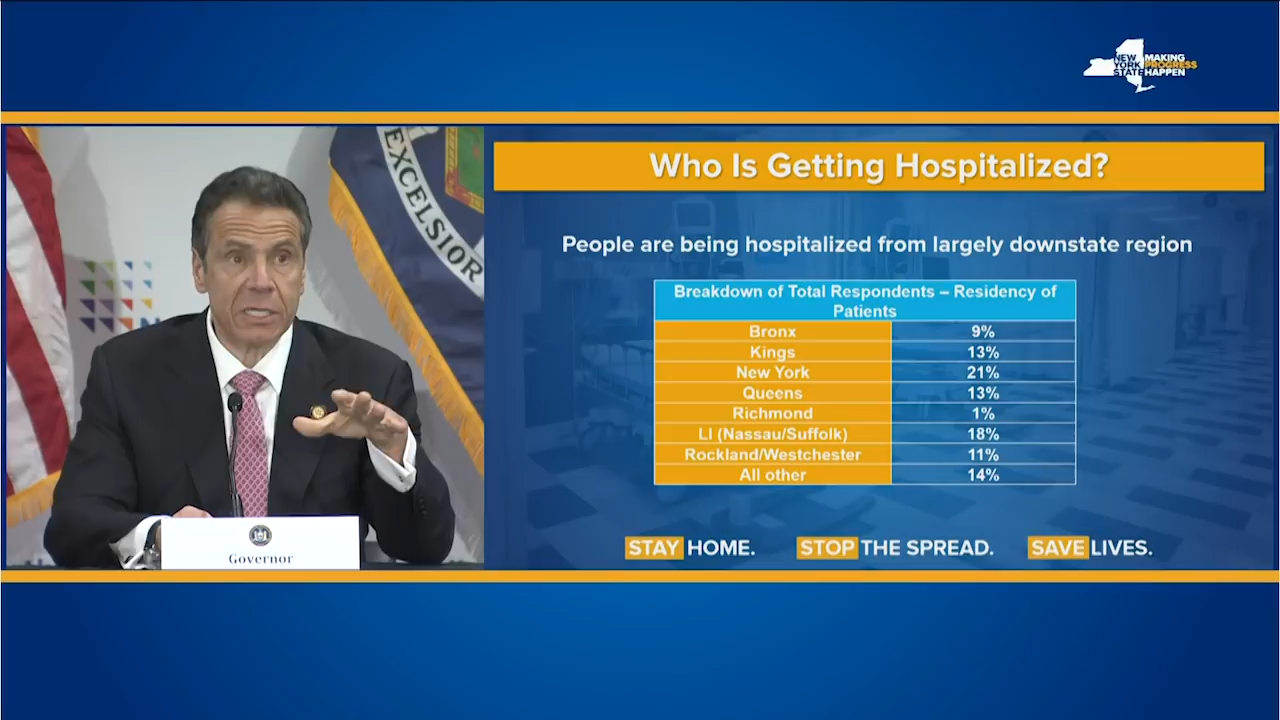 NEW YORK STATE
MAKING PROGRESS HAPPEN
EXCELSIOR
Governor
Who Is Getting Hospitalized?
People are being hospitalized from largely downstate region
Breakdown of Total Respondents – Residency of
Patients
Bronx 9%
Kings 13%
New York 21%
Queens 13%
Richmond 1%
LI (Nassau/Suffolk) 18%
Rockland/Westchester 11%
All other 14%
STAY HOME. STOP THE SPREAD. SAVE LIVES.